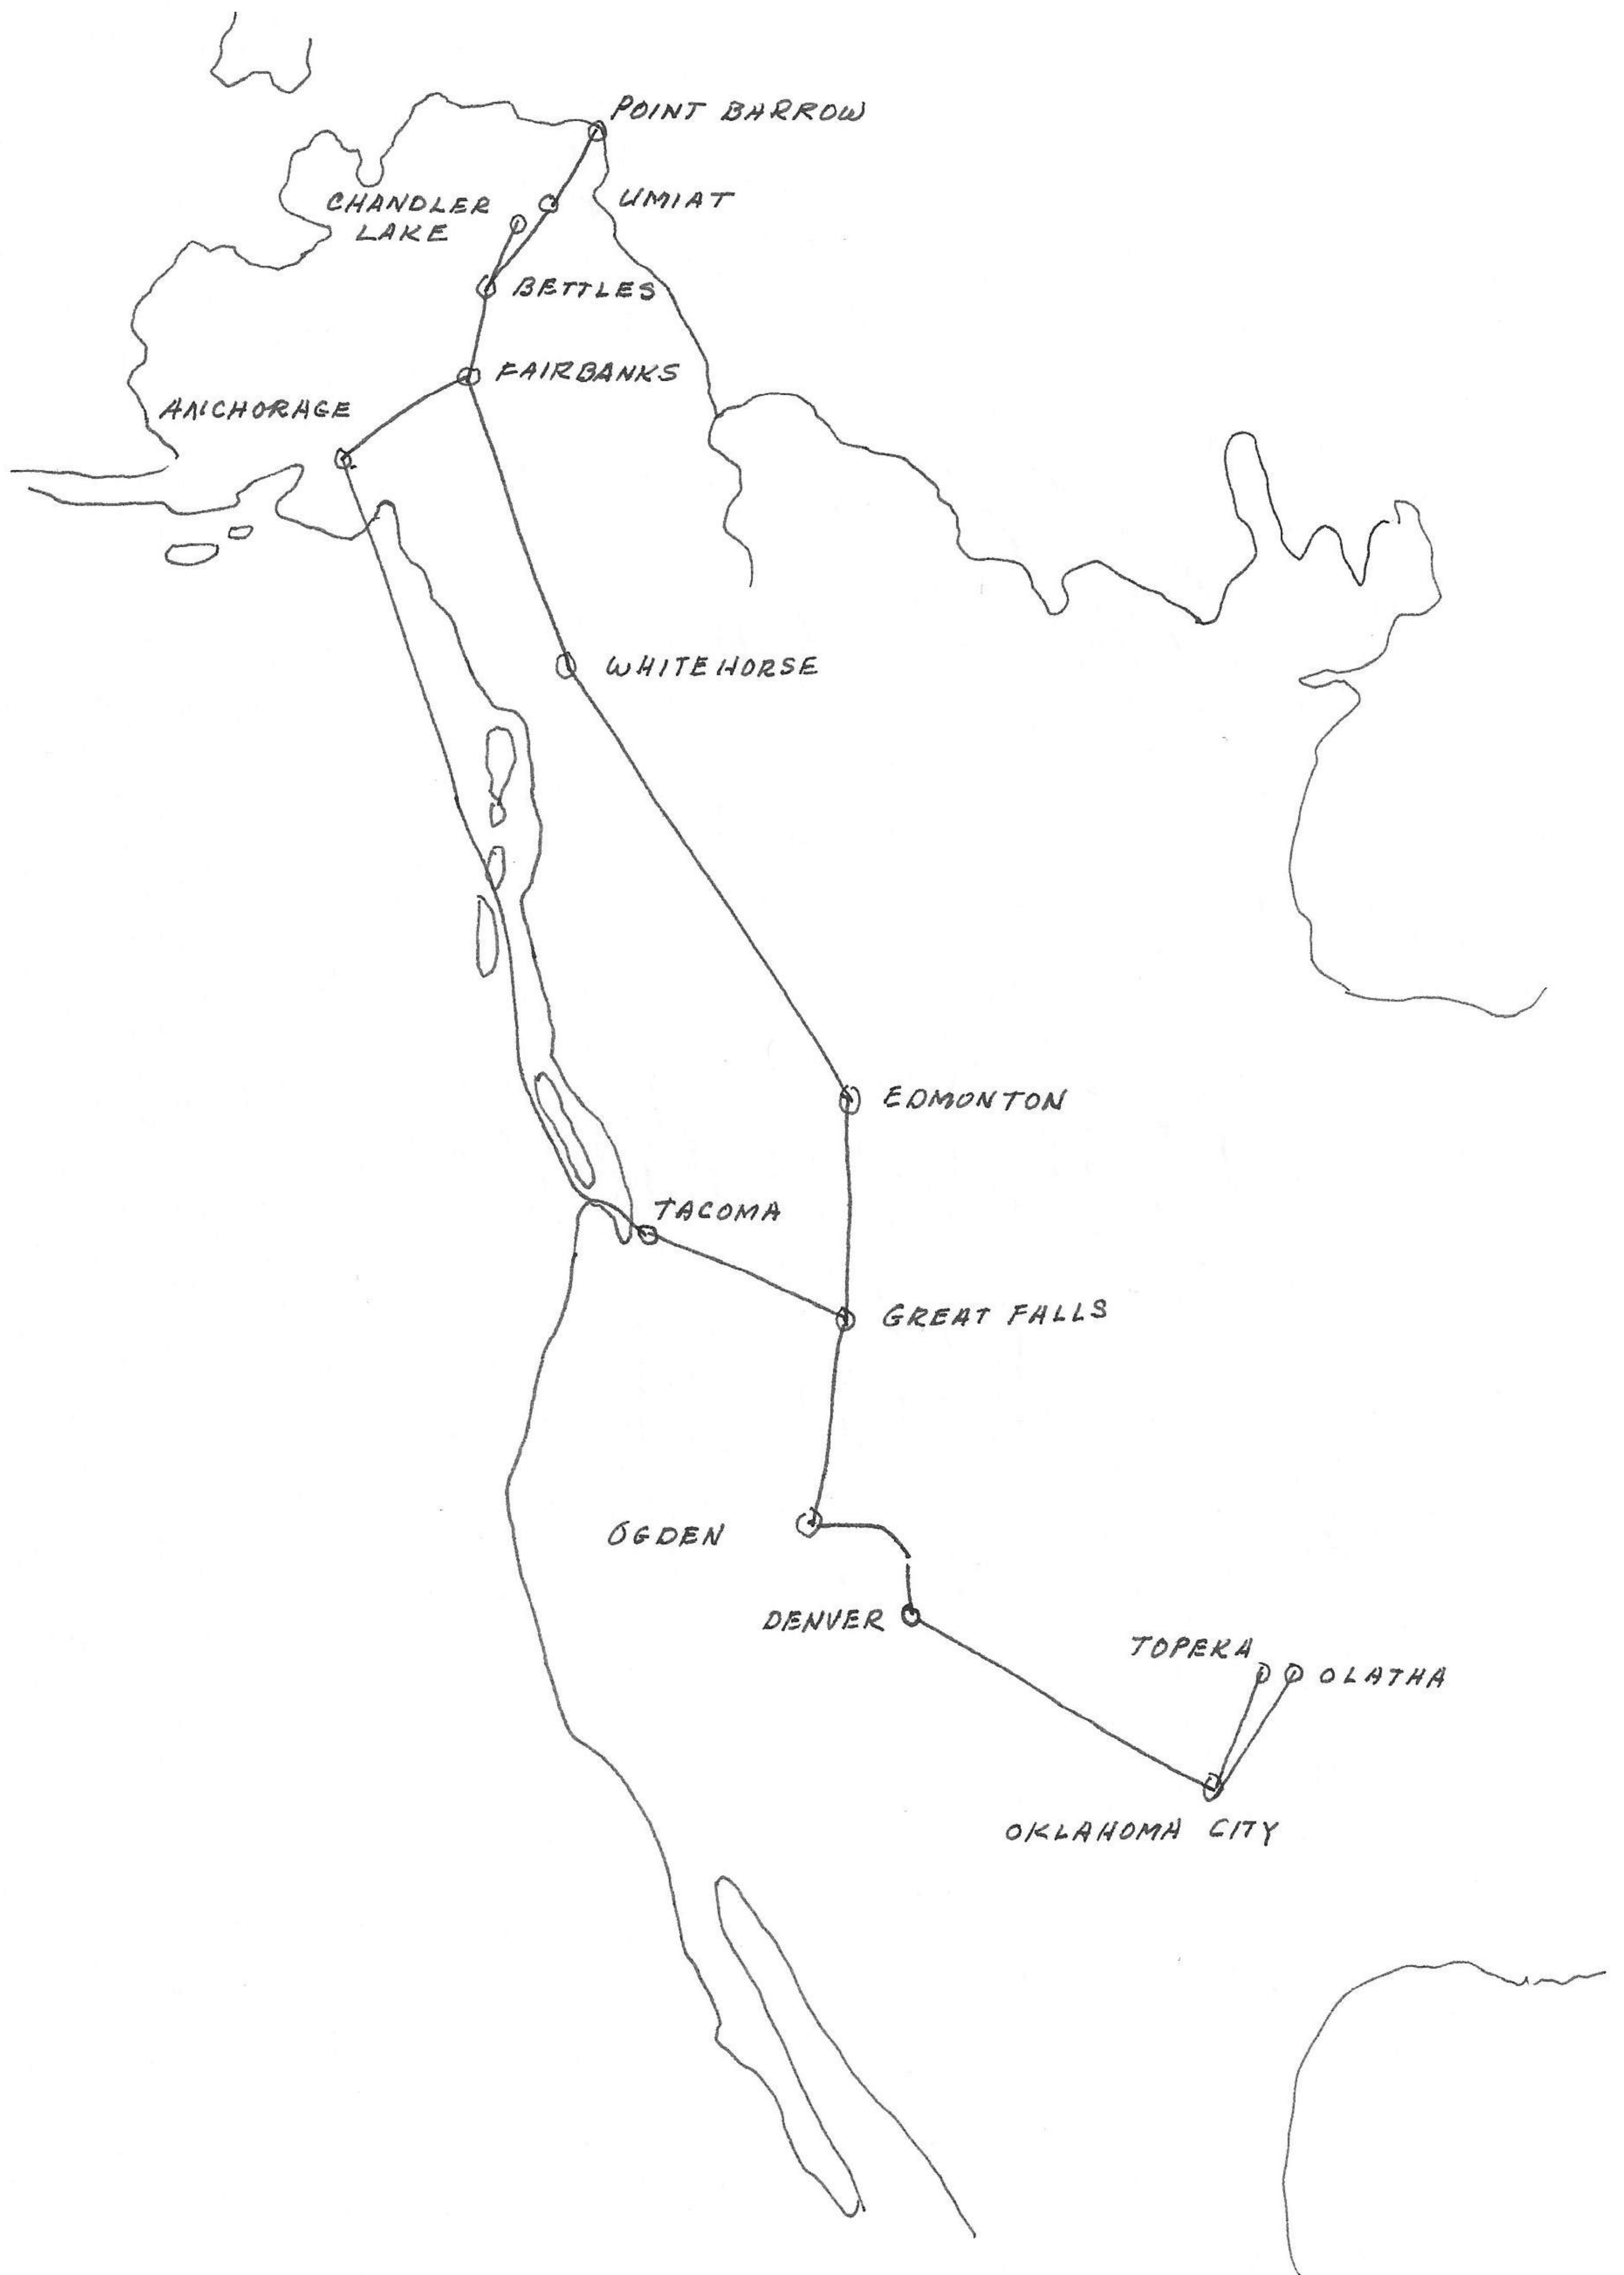 POINT BARROW
CHANDLER
LAKE
UMIAT
BETTLES
FAIRBANKS
ANCHORAGE
WHITEHORSE
EDMONTON
TACOMA
GREAT FALLS
OGDEN
DENVER
TOPEKA
OLATHA
OKLAHOMA CITY